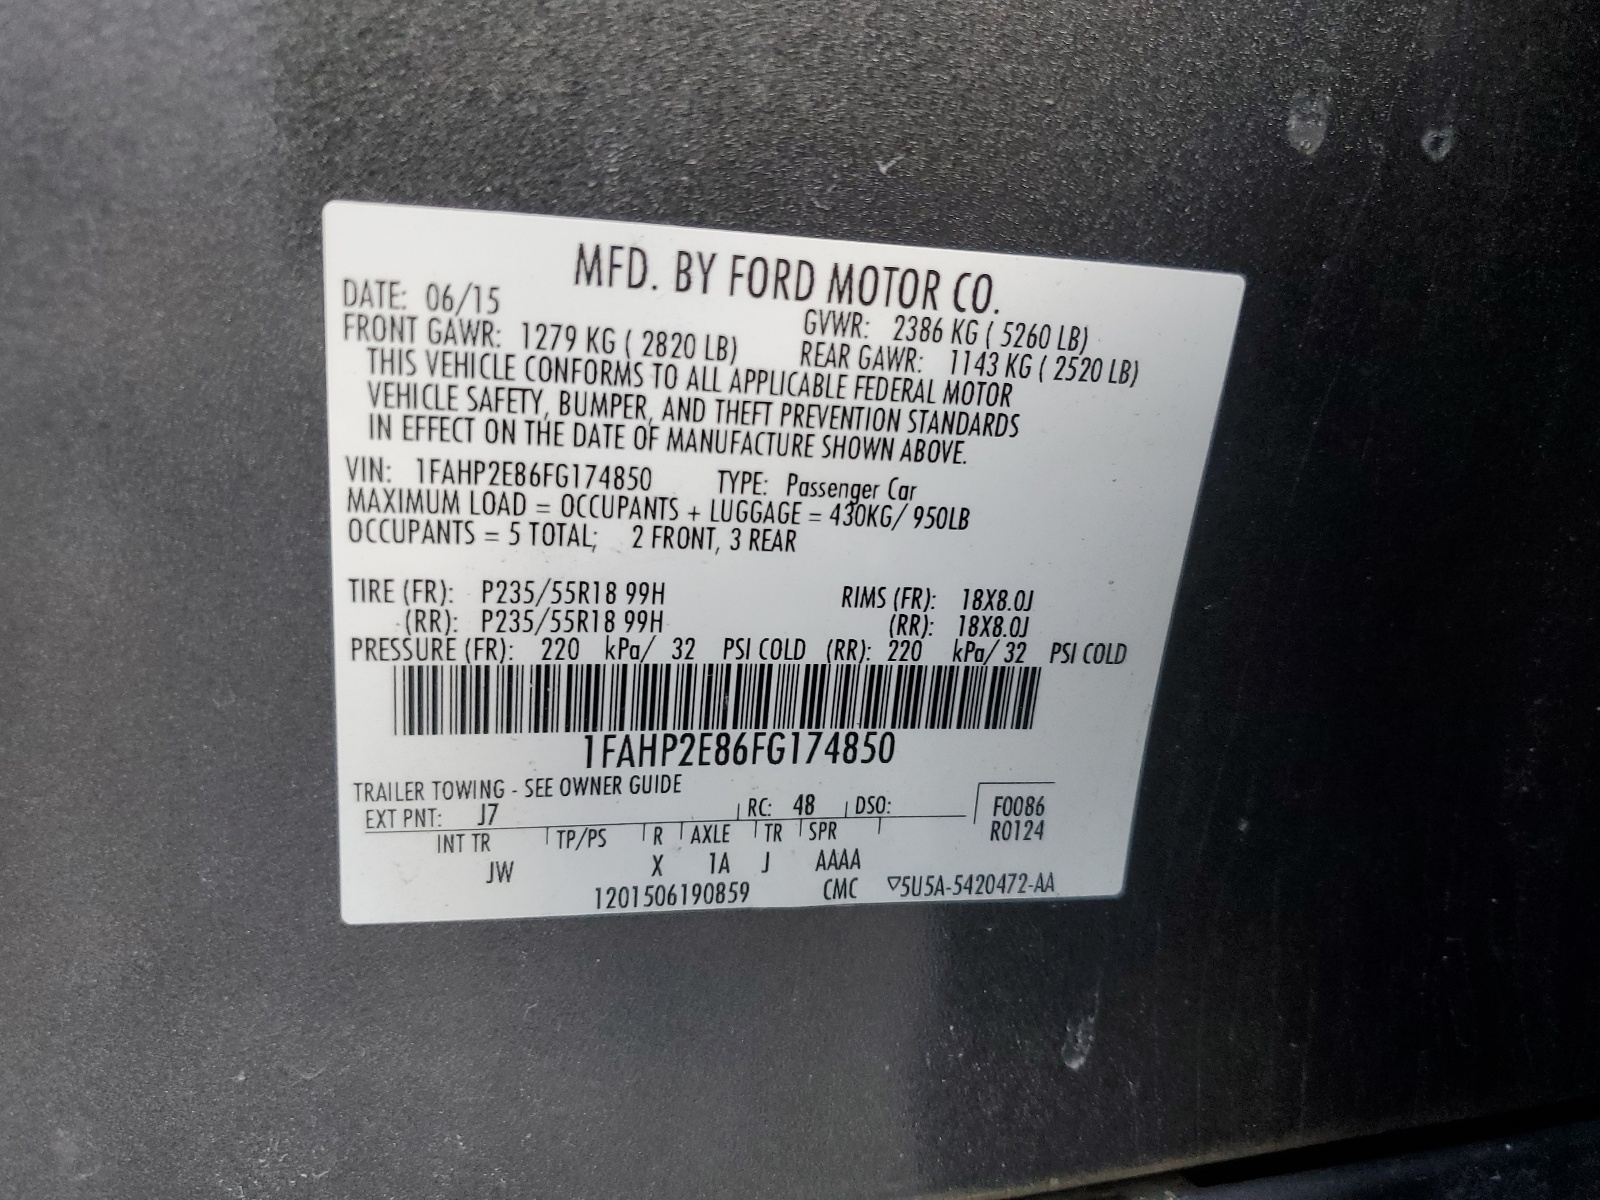 MFD. BY FORD MOTOR CO.
DATE: 06/15 GVWR: 2386 KG ( 5260 LB)
FRONT GAWR: 1279 KG ( 2820 LB) REAR GAWR: 1143 KG ( 2520 LB)
THIS VEHICLE CONFORMS TO ALL APPLICABLE FEDERAL MOTOR
VEHICLE SAFETY, BUMPER, AND THEFT PREVENTION STANDARDS
IN EFFECT ON THE DATE OF MANUFACTURE SHOWN ABOVE.
VIN: 1FAHP2E86FG174850 TYPE: Passenger Car
MAXIMUM LOAD = OCCUPANTS + LUGGAGE = 430KG/ 950LB
OCCUPANTS = 5 TOTAL; 2 FRONT, 3 REAR
TIRE (FR): P235/55R18 99H RIMS (FR): 18X8.0J
(RR): P235/55R18 99H (RR): 18X8.0J
PRESSURE (FR): 220 kPa/ 32 PSI COLD (RR): 220 kPa/ 32 PSI COLD
1FAHP2E86FG174850
TRAILER TOWING - SEE OWNER GUIDE
EXT PNT: J7 RC: 48 DSO: F0086
INT TR TP/PS R AXLE TR SPR R0124
JW X 1A J AAAA
1201506190859 CMC ▽5U5A-5420472-AA